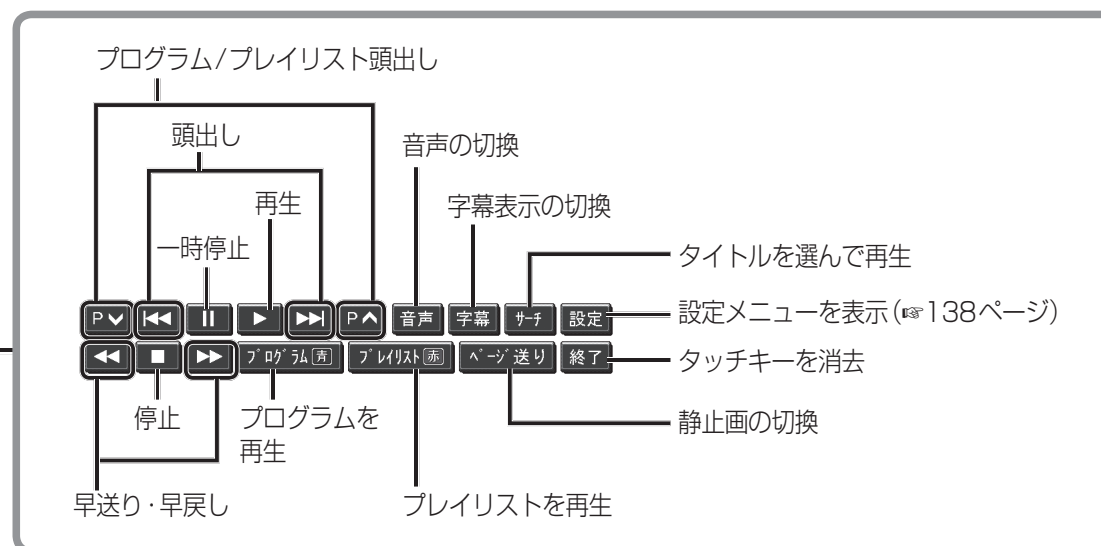 プログラム/プレイリスト頭出し
頭出し
音声の切換
再生
字幕表示の切換
一時停止
タイトルを選んで再生
P 音声 字幕 サーチ 設定
P
設定メニューを表示(☞138ページ)
プログラム青 プレイリスト赤 ページ送り 終了
タッチキーを消去
停止
プログラムを
再生
静止画の切換
早送り・早戻し
プレイリストを再生